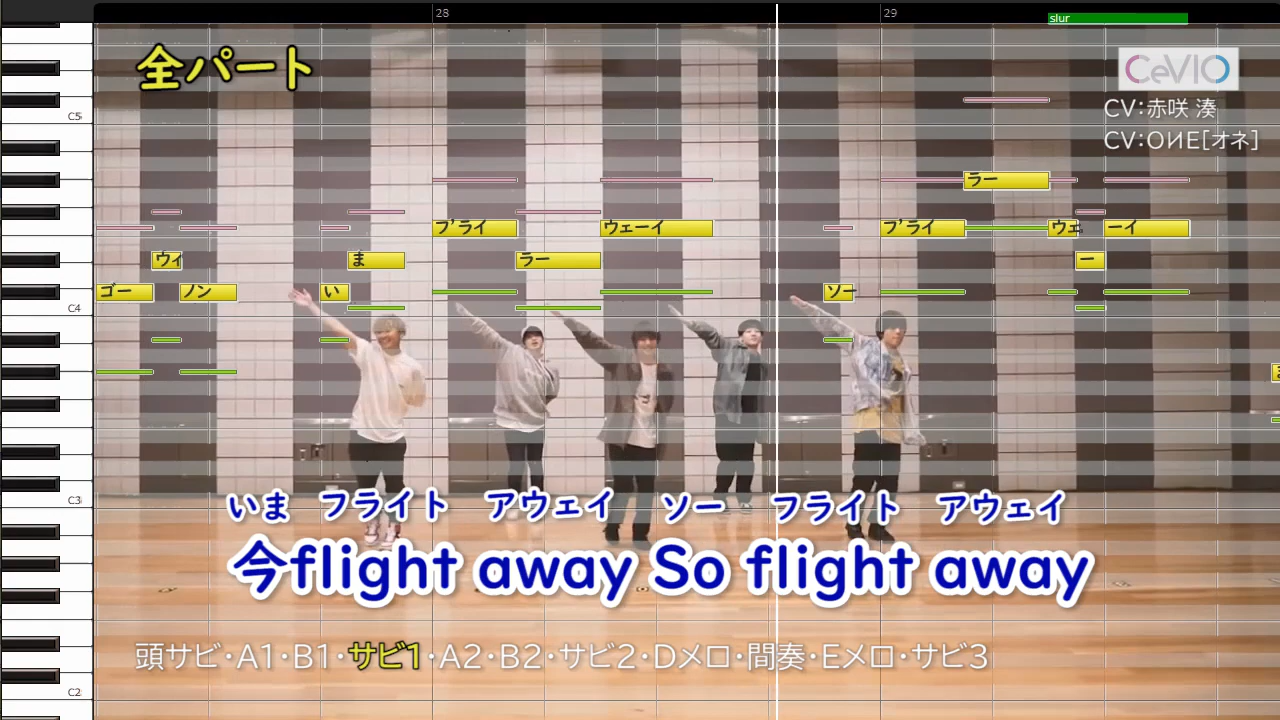 28
29
slur
全パート
CeVIO
CV:赤咲 湊
CV:OИE[オネ]
C5
ラー
プ'ライ
ウェーイ
プ'ライ
ウェ
ーイ
ウィ
ま
ラー
ー
ゴー
ノン
い
ソー
C4
C3
いま フライト アウェイ ソー フライト アウェイ
今flight away So flight away
頭サビ・A1・B1・サビ1・A2・B2・サビ2・Dメロ・間奏・Eメロ・サビ3
C2